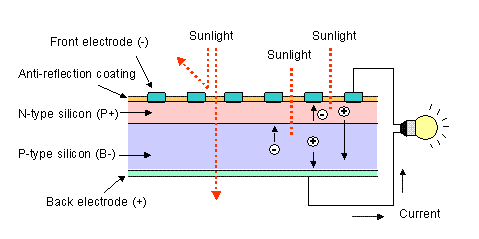 Sunlight
Sunlight
Sunlight
Front electrode (-)
Anti-reflection coating
N-type silicon (P+)
P-type silicon (B-)
Back electrode (+)
Current
-
+
-
+